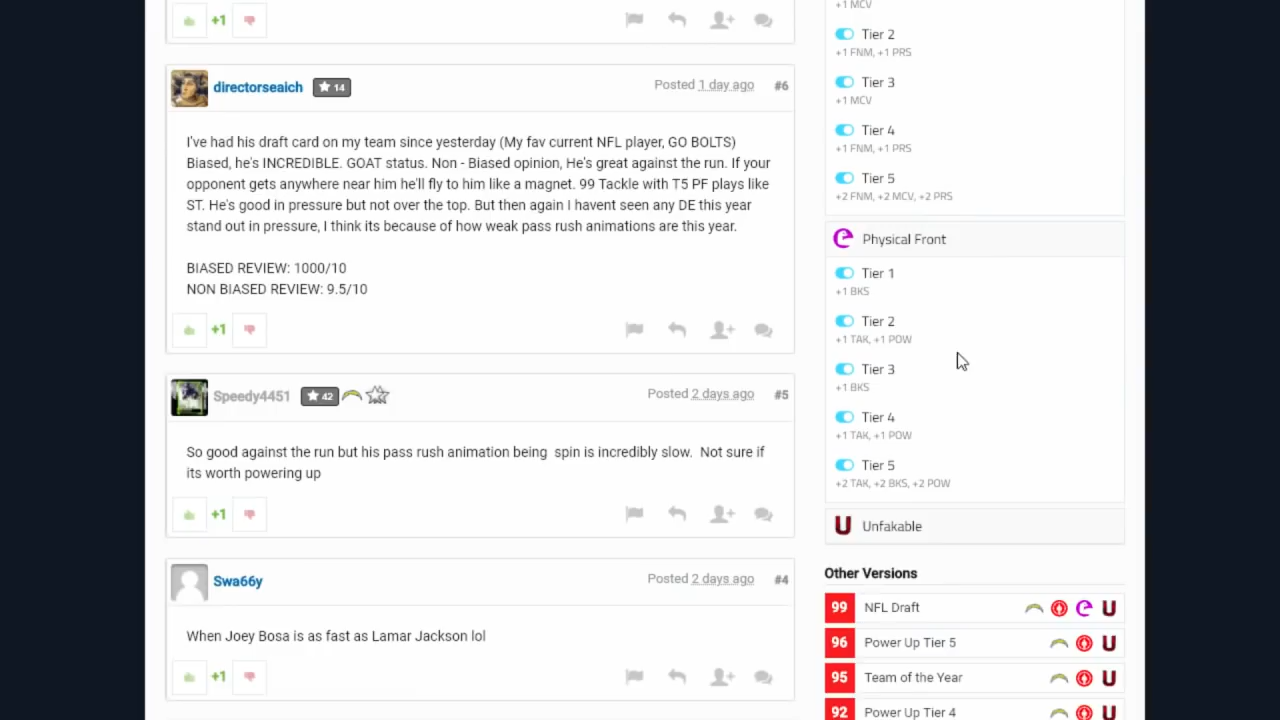 +1
+1 MCV
Tier 2
+1 FNM, +1 PRS
directorseaich ★ 14 Posted 1 day ago #6
Tier 3
+1 MCV
Tier 4
+1 FNM, +1 PRS
Tier 5
+2 FNM, +2 MCV, +2 PRS
I've had his draft card on my team since yesterday (My fav current NFL player, GO BOLTS)
Biased, he's INCREDIBLE. GOAT status. Non - Biased opinion, He's great against the run. If your
opponent gets anywhere near him he'll fly to him like a magnet. 99 Tackle with T5 PF plays like
ST. He's good in pressure but not over the top. But then again I havent seen any DE this year
stand out in pressure, I think its because of how weak pass rush animations are this year.
BIASED REVIEW: 1000/10
NON BIASED REVIEW: 9.5/10
+1
Physical Front
Tier 1
+1 BKS
Tier 2
+1 TAK, +1 POW
Tier 3
+1 BKS
Tier 4
+1 TAK, +1 POW
Tier 5
+2 TAK, +2 BKS, +2 POW
Speedy4451 ★ 42 Posted 2 days ago #5
So good against the run but his pass rush animation being  spin is incredibly slow.  Not sure if
its worth powering up
+1
U Unfakable
Swa66y Posted 2 days ago #4
When Joey Bosa is as fast as Lamar Jackson lol
+1
Other Versions
99 NFL Draft U
96 Power Up Tier 5 U
95 Team of the Year U
92 Power Up Tier 4 U